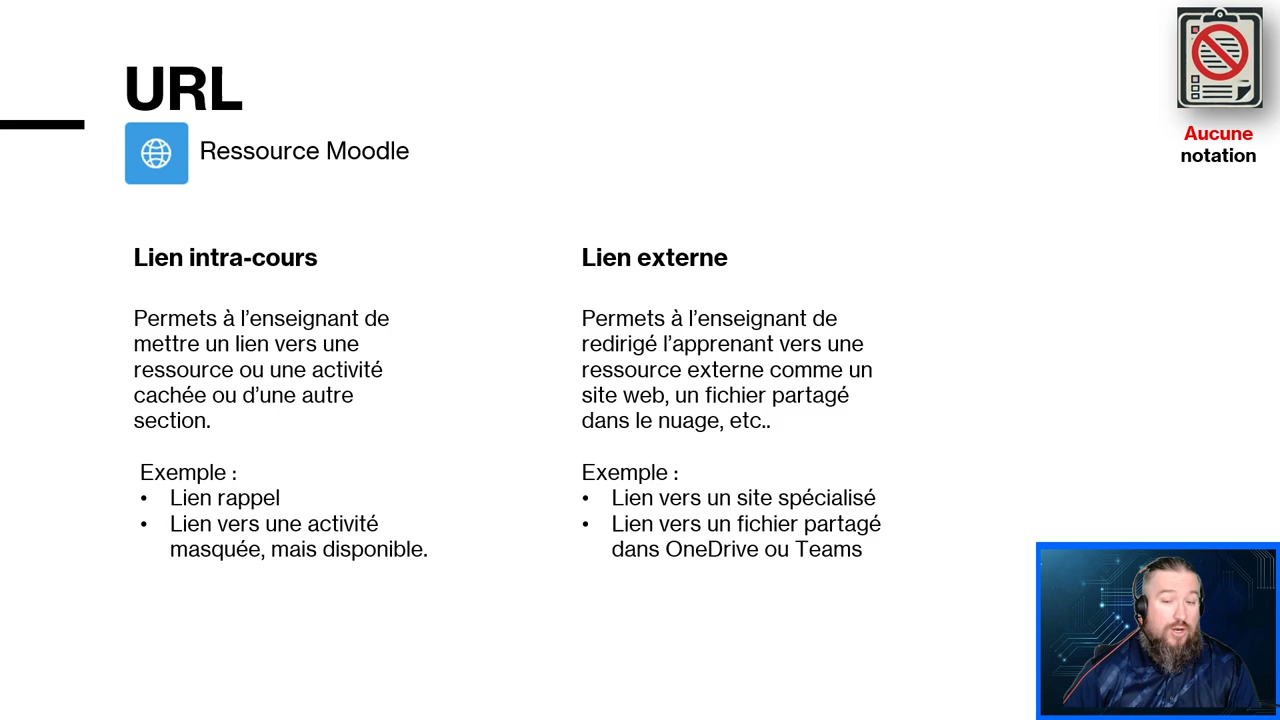 URL
Ressource Moodle
Aucune
notation
Lien intra-cours
Permets à l’enseignant de
mettre un lien vers une
ressource ou une activité
cachée ou d’une autre
section.
Exemple :
• Lien rappel
• Lien vers une activité
masquée, mais disponible.
Lien externe
Permets à l’enseignant de
redirigé l’apprenant vers une
ressource externe comme un
site web, un fichier partagé
dans le nuage, etc..
Exemple :
• Lien vers un site spécialisé
• Lien vers un fichier partagé
dans OneDrive ou Teams